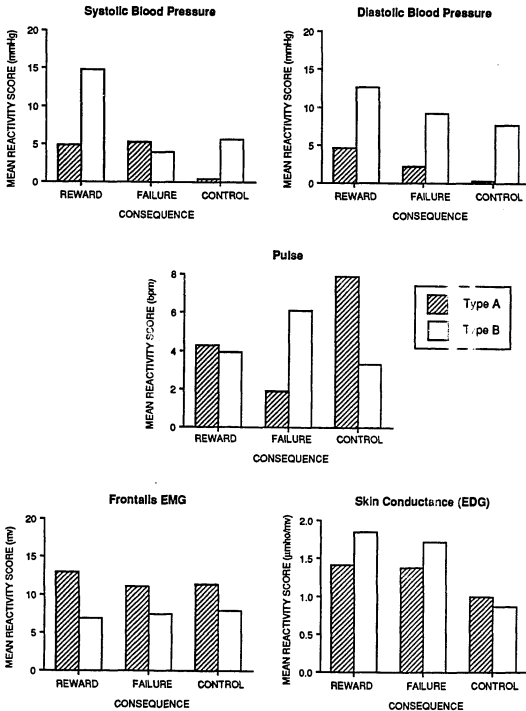 Systolic Blood Pressure
MEAN REACTIVITY SCORE (mmHg)
20
15
10
5
0
REWARD FAILURE CONTROL
CONSEQUENCE
Diastolic Blood Pressure
MEAN REACTIVITY SCORE (mmHg)
20
15
10
5
0
REWARD FAILURE CONTROL
CONSEQUENCE
Pulse
MEAN REACTIVITY SCORE (bpm)
8
6
4
2
0
REWARD FAILURE CONTROL
CONSEQUENCE
Type A
Type B
Frontalis EMG
MEAN REACTIVITY SCORE (mv)
20
15
10
5
0
REWARD FAILURE CONTROL
CONSEQUENCE
Skin Conductance (EDG)
MEAN REACTIVITY SCORE (µmho/mv)
2.0
1.5
1.0
0.5
0.0
REWARD FAILURE CONTROL
CONSEQUENCE